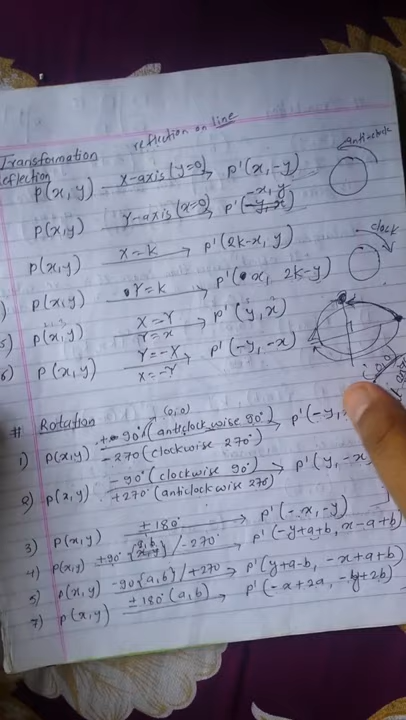 reflection on line
Transformation
eflection
anti-clock
P(x, y) X-axis (y=0) P'(x, -y)
P(x, y) Y-axis (x=0) P'(-y, x) -x, y
P(x, y) X = k P'(2k-x, y)
clock
P(x, y) Y = k P'(x, 2k-y)
5) P(x, y) X = Y Y = x P'(y, x)
6) P(x, y) Y = -X x = -Y P'(-y, -x)
# Rotation (0,0)
1) P(x, y) +90° (anticlockwise 90°) -270 (clockwise 270°) P'(-y,
2) P(x, y) -90° (clockwise 90°) +270° (anticlockwise 270) P'(y, -x
3) P(x, y) ±180° P'(-x, -y)
4) P(x, y) +90° /-270° P'(-y+a+b, x-a+b)
5) P(x, y) -90 (a, b)/+270 P'(y+a-b, -x+a+b)
7) P(x, y) ±180° (a, b) P'(-x+2a, -y+2b)